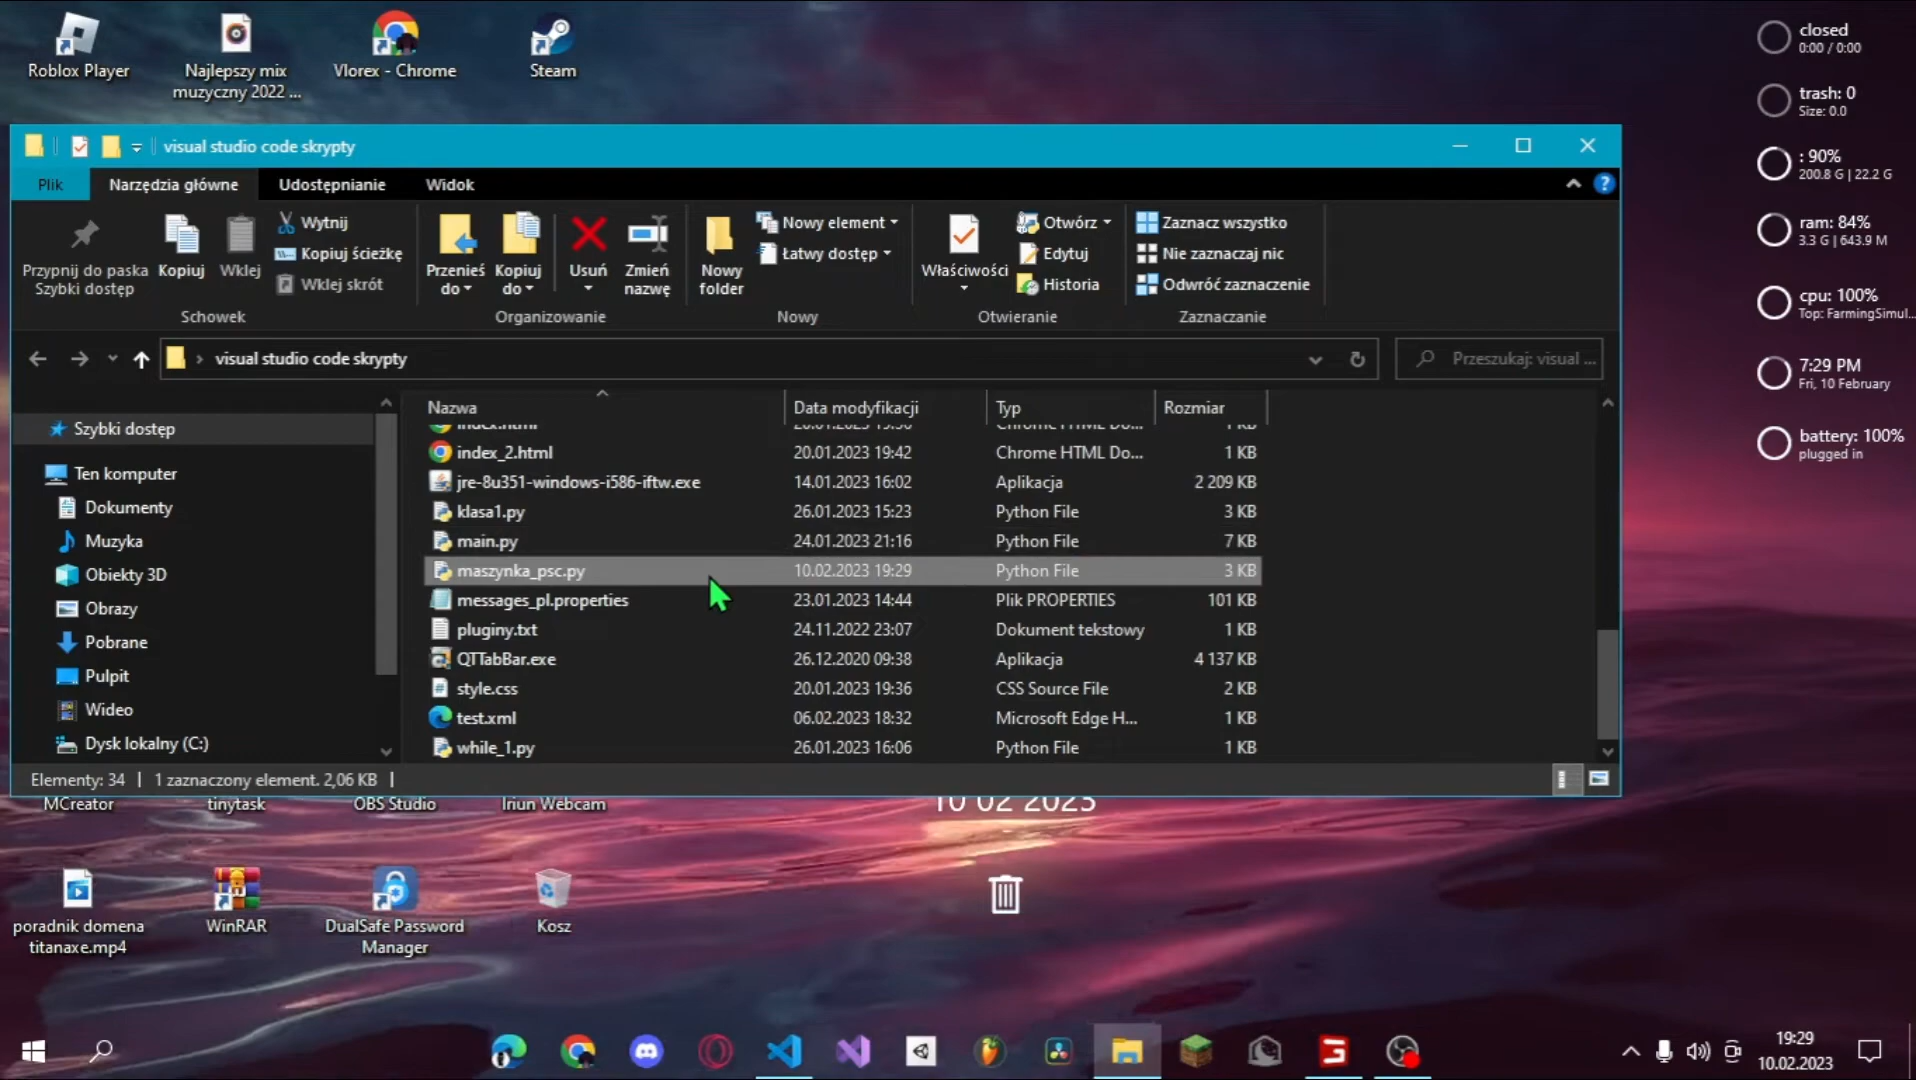 Roblox Player
Najlepszy mix
muzyczny 2022 ...
Vlorex - Chrome
Steam
closed
0:00 / 0:00
trash: 0
Size: 0.0
: 90%
200.8 G | 22.2 G
ram: 84%
3.3 G | 643.9 M
cpu: 100%
Top: FarmingSimul...
7:29 PM
Fri, 10 February
battery: 100%
plugged in
visual studio code skrypty
Plik
Narzędzia główne
Udostępnianie
Widok
Przypnij do paska
Szybki dostęp
Kopiuj
Wklej
Wytnij
Kopiuj ścieżkę
Wklej skrót
Schowek
Przenieś
do
Kopiuj
do
Usuń
Zmień
nazwę
Organizowanie
Nowy
folder
Nowy element
Łatwy dostęp
Nowy
Właściwości
Otwórz
Edytuj
Historia
Otwieranie
Zaznacz wszystko
Nie zaznaczaj nic
Odwróć zaznaczenie
Zaznaczanie
visual studio code skrypty
Przeszukaj: visual ...
Szybki dostęp
Ten komputer
Dokumenty
Muzyka
Obiekty 3D
Obrazy
Pobrane
Pulpit
Wideo
Dysk lokalny (C:)
Nazwa Data modyfikacji Typ Rozmiar
index_2.html 20.01.2023 19:42 Chrome HTML Do... 1 KB
jre-8u351-windows-i586-iftw.exe 14.01.2023 16:02 Aplikacja 2 209 KB
klasa1.py 26.01.2023 15:23 Python File 3 KB
main.py 24.01.2023 21:16 Python File 7 KB
maszynka_psc.py 10.02.2023 19:29 Python File 3 KB
messages_pl.properties 23.01.2023 14:44 Plik PROPERTIES 101 KB
pluginy.txt 24.11.2022 23:07 Dokument tekstowy 1 KB
QTTabBar.exe 26.12.2020 09:38 Aplikacja 4 137 KB
style.css 20.01.2023 19:36 CSS Source File 2 KB
test.xml 06.02.2023 18:32 Microsoft Edge H... 1 KB
while_1.py 26.01.2023 16:06 Python File 1 KB
Elementy: 34 | 1 zaznaczony element. 2,06 KB |
MCreator
tinytask
OBS Studio
Iriun Webcam
10 02 2023
poradnik domena
titanaxe.mp4
WinRAR
DualSafe Password
Manager
Kosz
19:29
10.02.2023